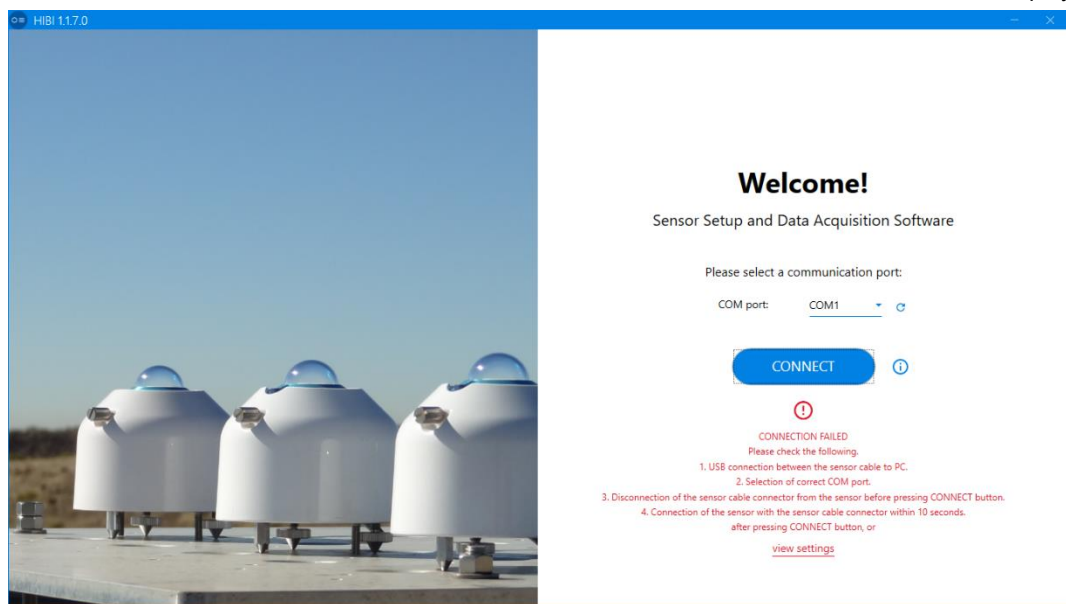 HIBI 1.1.7.0
Welcome!
Sensor Setup and Data Acquisition Software
Please select a communication port:
COM port: COM1
CONNECT
CONNECTION FAILED
Please check the following.
1. USB connection between the sensor cable to PC.
2. Selection of correct COM port.
3. Disconnection of the sensor cable connector from the sensor before pressing CONNECT button.
4. Connection of the sensor with the sensor cable connector within 10 seconds.
after pressing CONNECT button, or
view settings